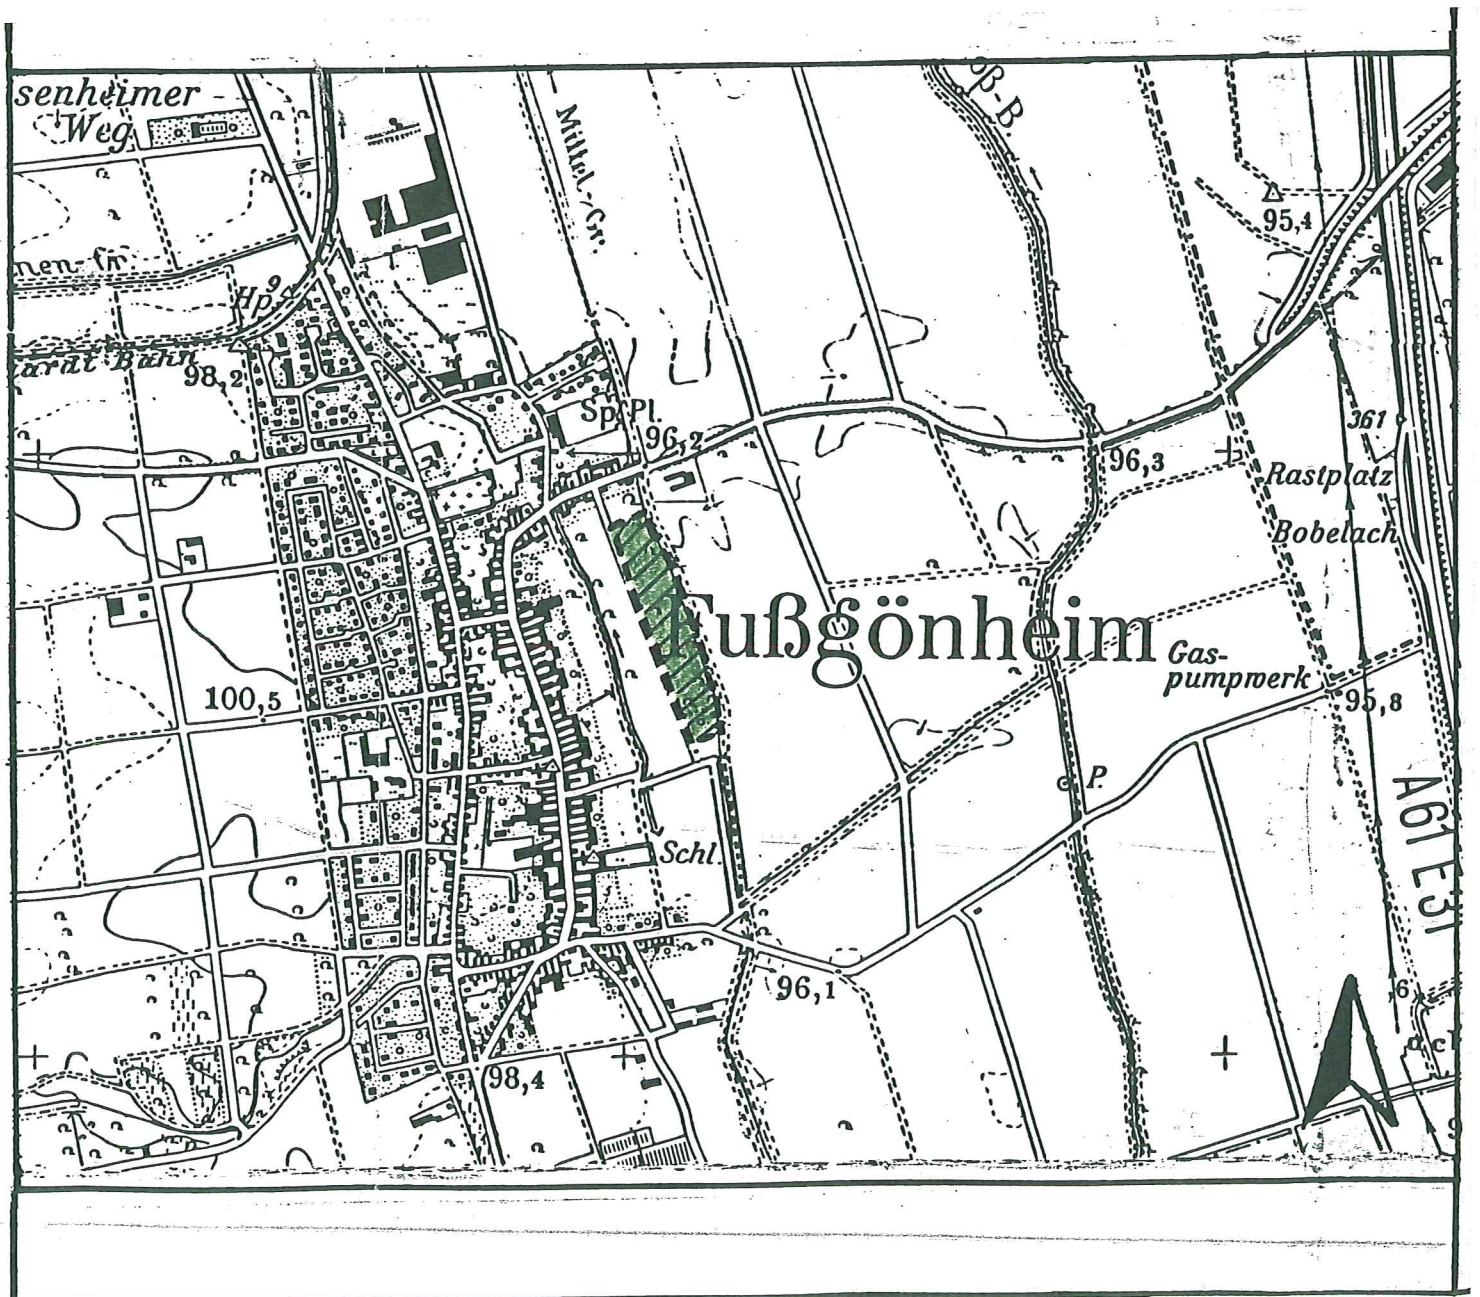 senheimer
Weg
Mittel-Gr.
ß-B.
95,4
Hp
98,2
Sp. Pl.
96,2
96,3
361
Rastplatz
Bobelach
Fußgönheim
Gas-
pumpwerk
100,5
95,8
P.
A61 E31
Schl.
96,1
98,4